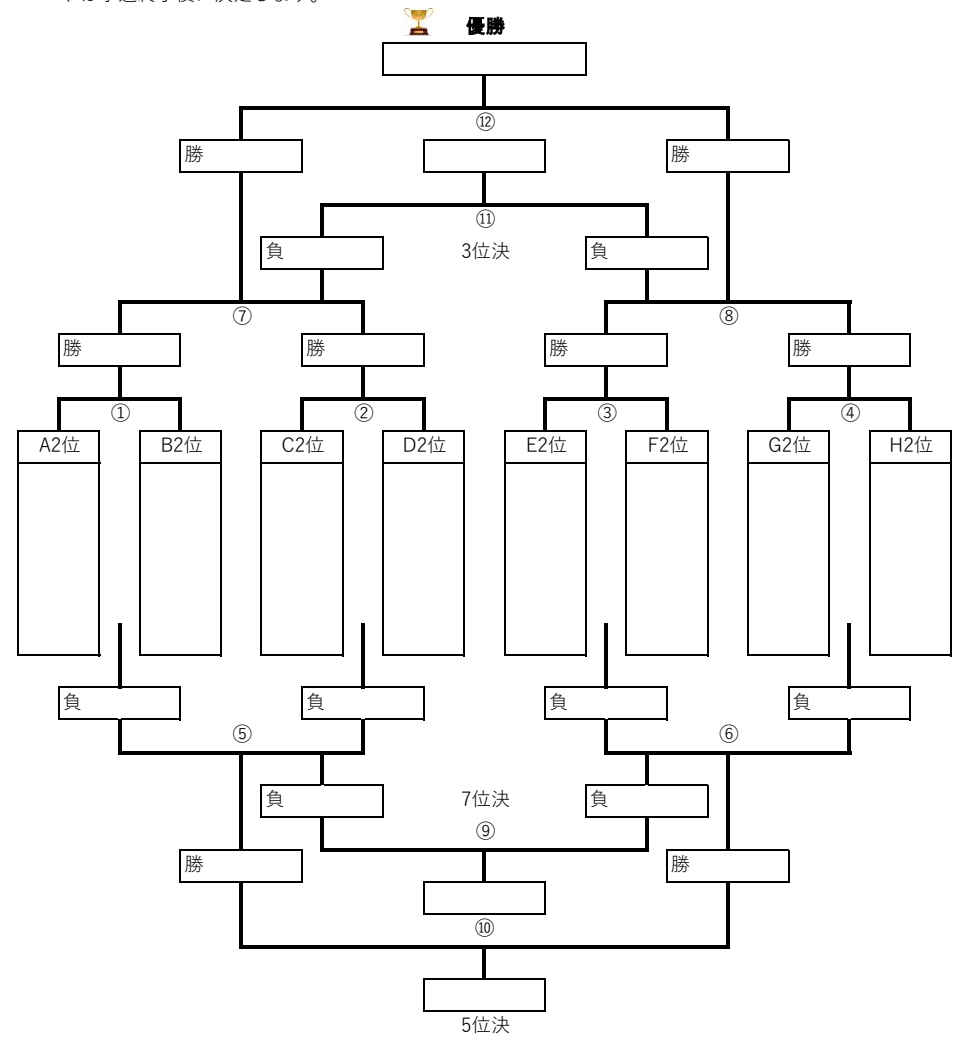 優勝
⑫
勝 勝
⑪
負 3位決 負
⑦ ⑧
勝 勝 勝 勝
① ② ③ ④
A2位 B2位 C2位 D2位 E2位 F2位 G2位 H2位
負 負 負 負
⑤ ⑥
負 7位決 負
⑨
勝 勝
⑩
5位決